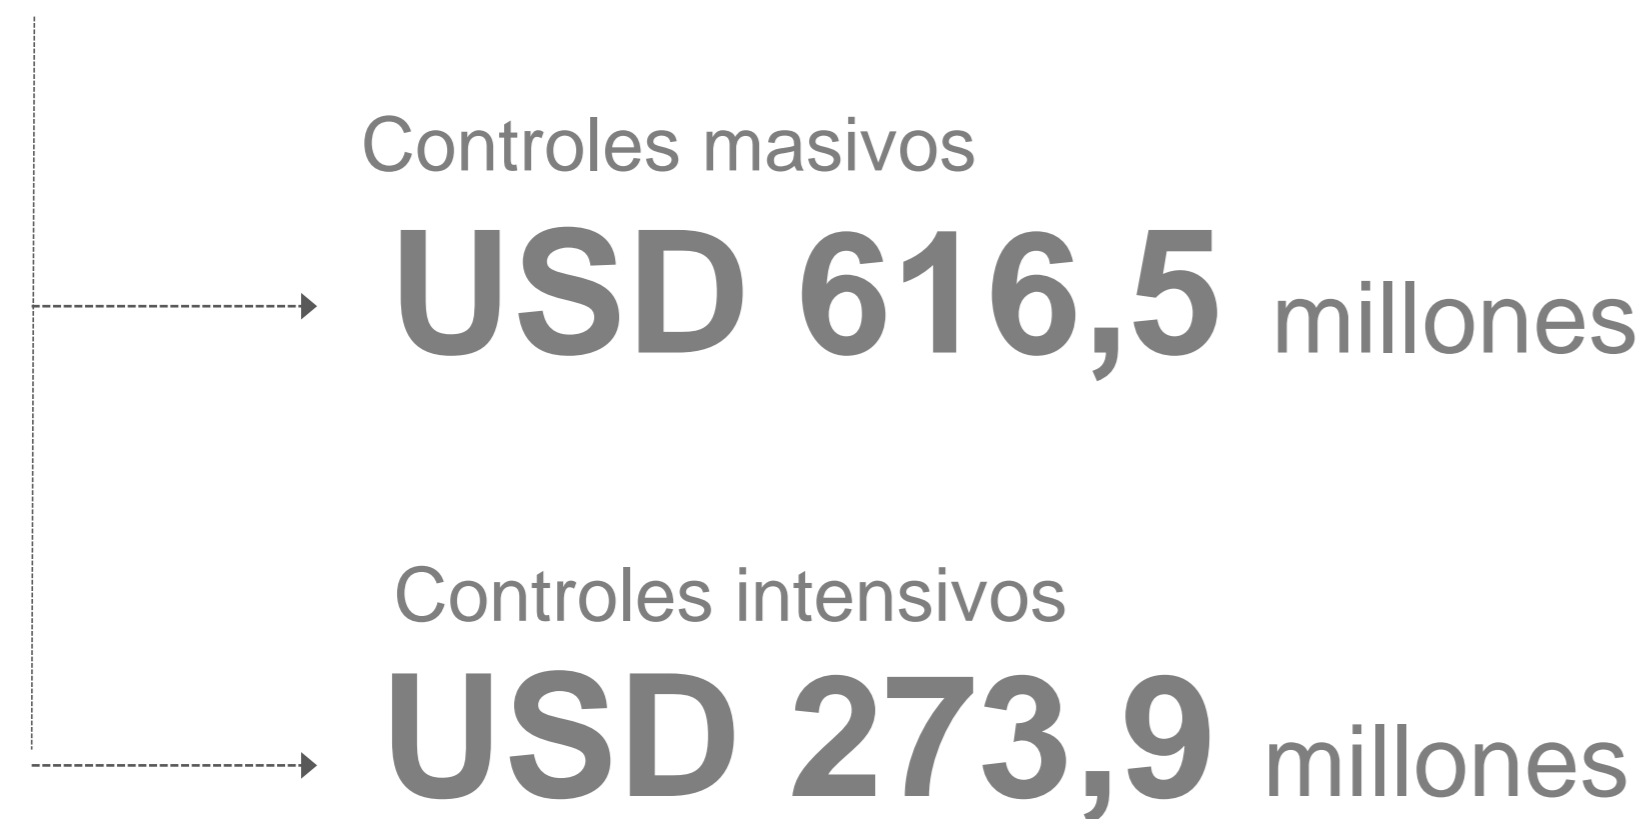 Controles masivos
USD 616,5 millones
Controles intensivos
USD 273,9 millones